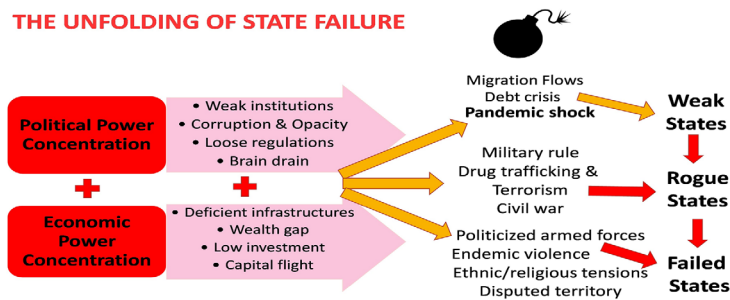 THE UNFOLDING OF STATE FAILURE
Political Power
Concentration
+
Economic
Power
Concentration
• Weak institutions
• Corruption & Opacity
• Loose regulations
• Brain drain
+
• Deficient infrastructures
• Wealth gap
• Low investment
• Capital flight
Migration Flows
Debt crisis
Pandemic shock
Military rule
Drug trafficking &
Terrorism
Civil war
Politicized armed forces
Endemic violence
Ethnic/religious tensions
Disputed territory
Weak
States
Rogue
States
Failed
States